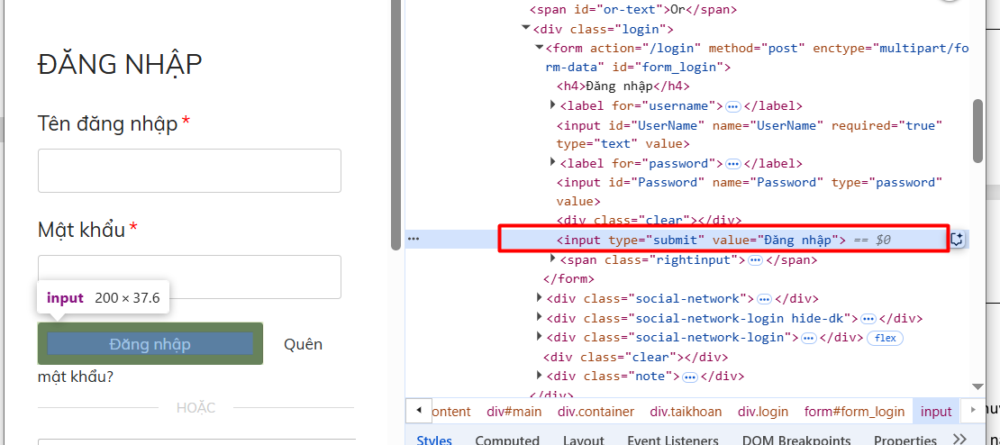 ĐĂNG NHẬP
Tên đăng nhập *
Mật khẩu *
input 200 × 37.6
Đăng nhập
Quên
mật khẩu?
HOẶC
<span id="or-text">Or</span>
<div class="login">
<form action="/login" method="post" enctype="multipart/fo
rm-data" id="form_login">
<h4>Đăng nhập</h4>
<label for="username">…</label>
<input id="UserName" name="UserName" required="true"
type="text" value>
<label for="password">…</label>
<input id="Password" name="Password" type="password"
value>
<div class="clear"></div>
<input type="submit" value="Đăng nhập"> == $0
<span class="rightinput">…</span>
</form>
<div class="social-network">…</div>
<div class="social-network-login hide-dk">…</div>
<div class="social-network-login">…</div> flex
<div class="clear"></div>
<div class="note">…</div>
</div>
ontent div#main div.container div.taikhoan div.login form#form_login input
Styles Computed Layout Event Listeners DOM Breakpoints Properties